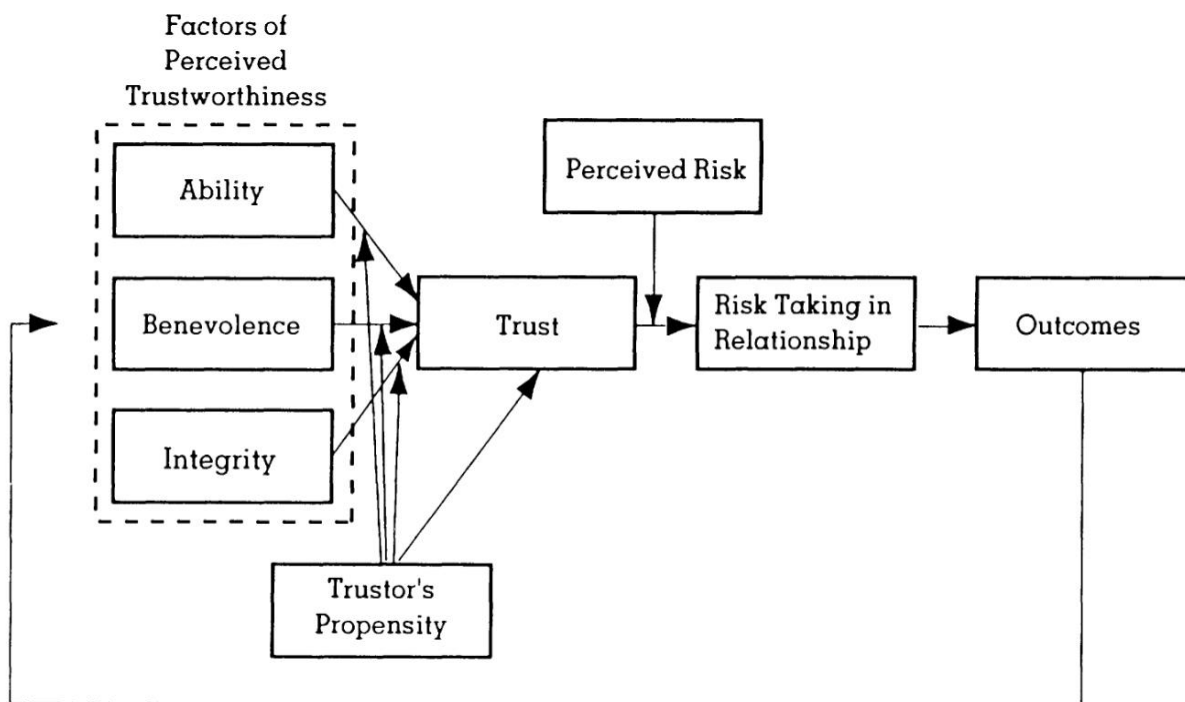 Factors of
Perceived
Trustworthiness
Ability
Benevolence
Integrity
Trustor's
Propensity
Trust
Perceived Risk
Risk Taking in
Relationship
Outcomes